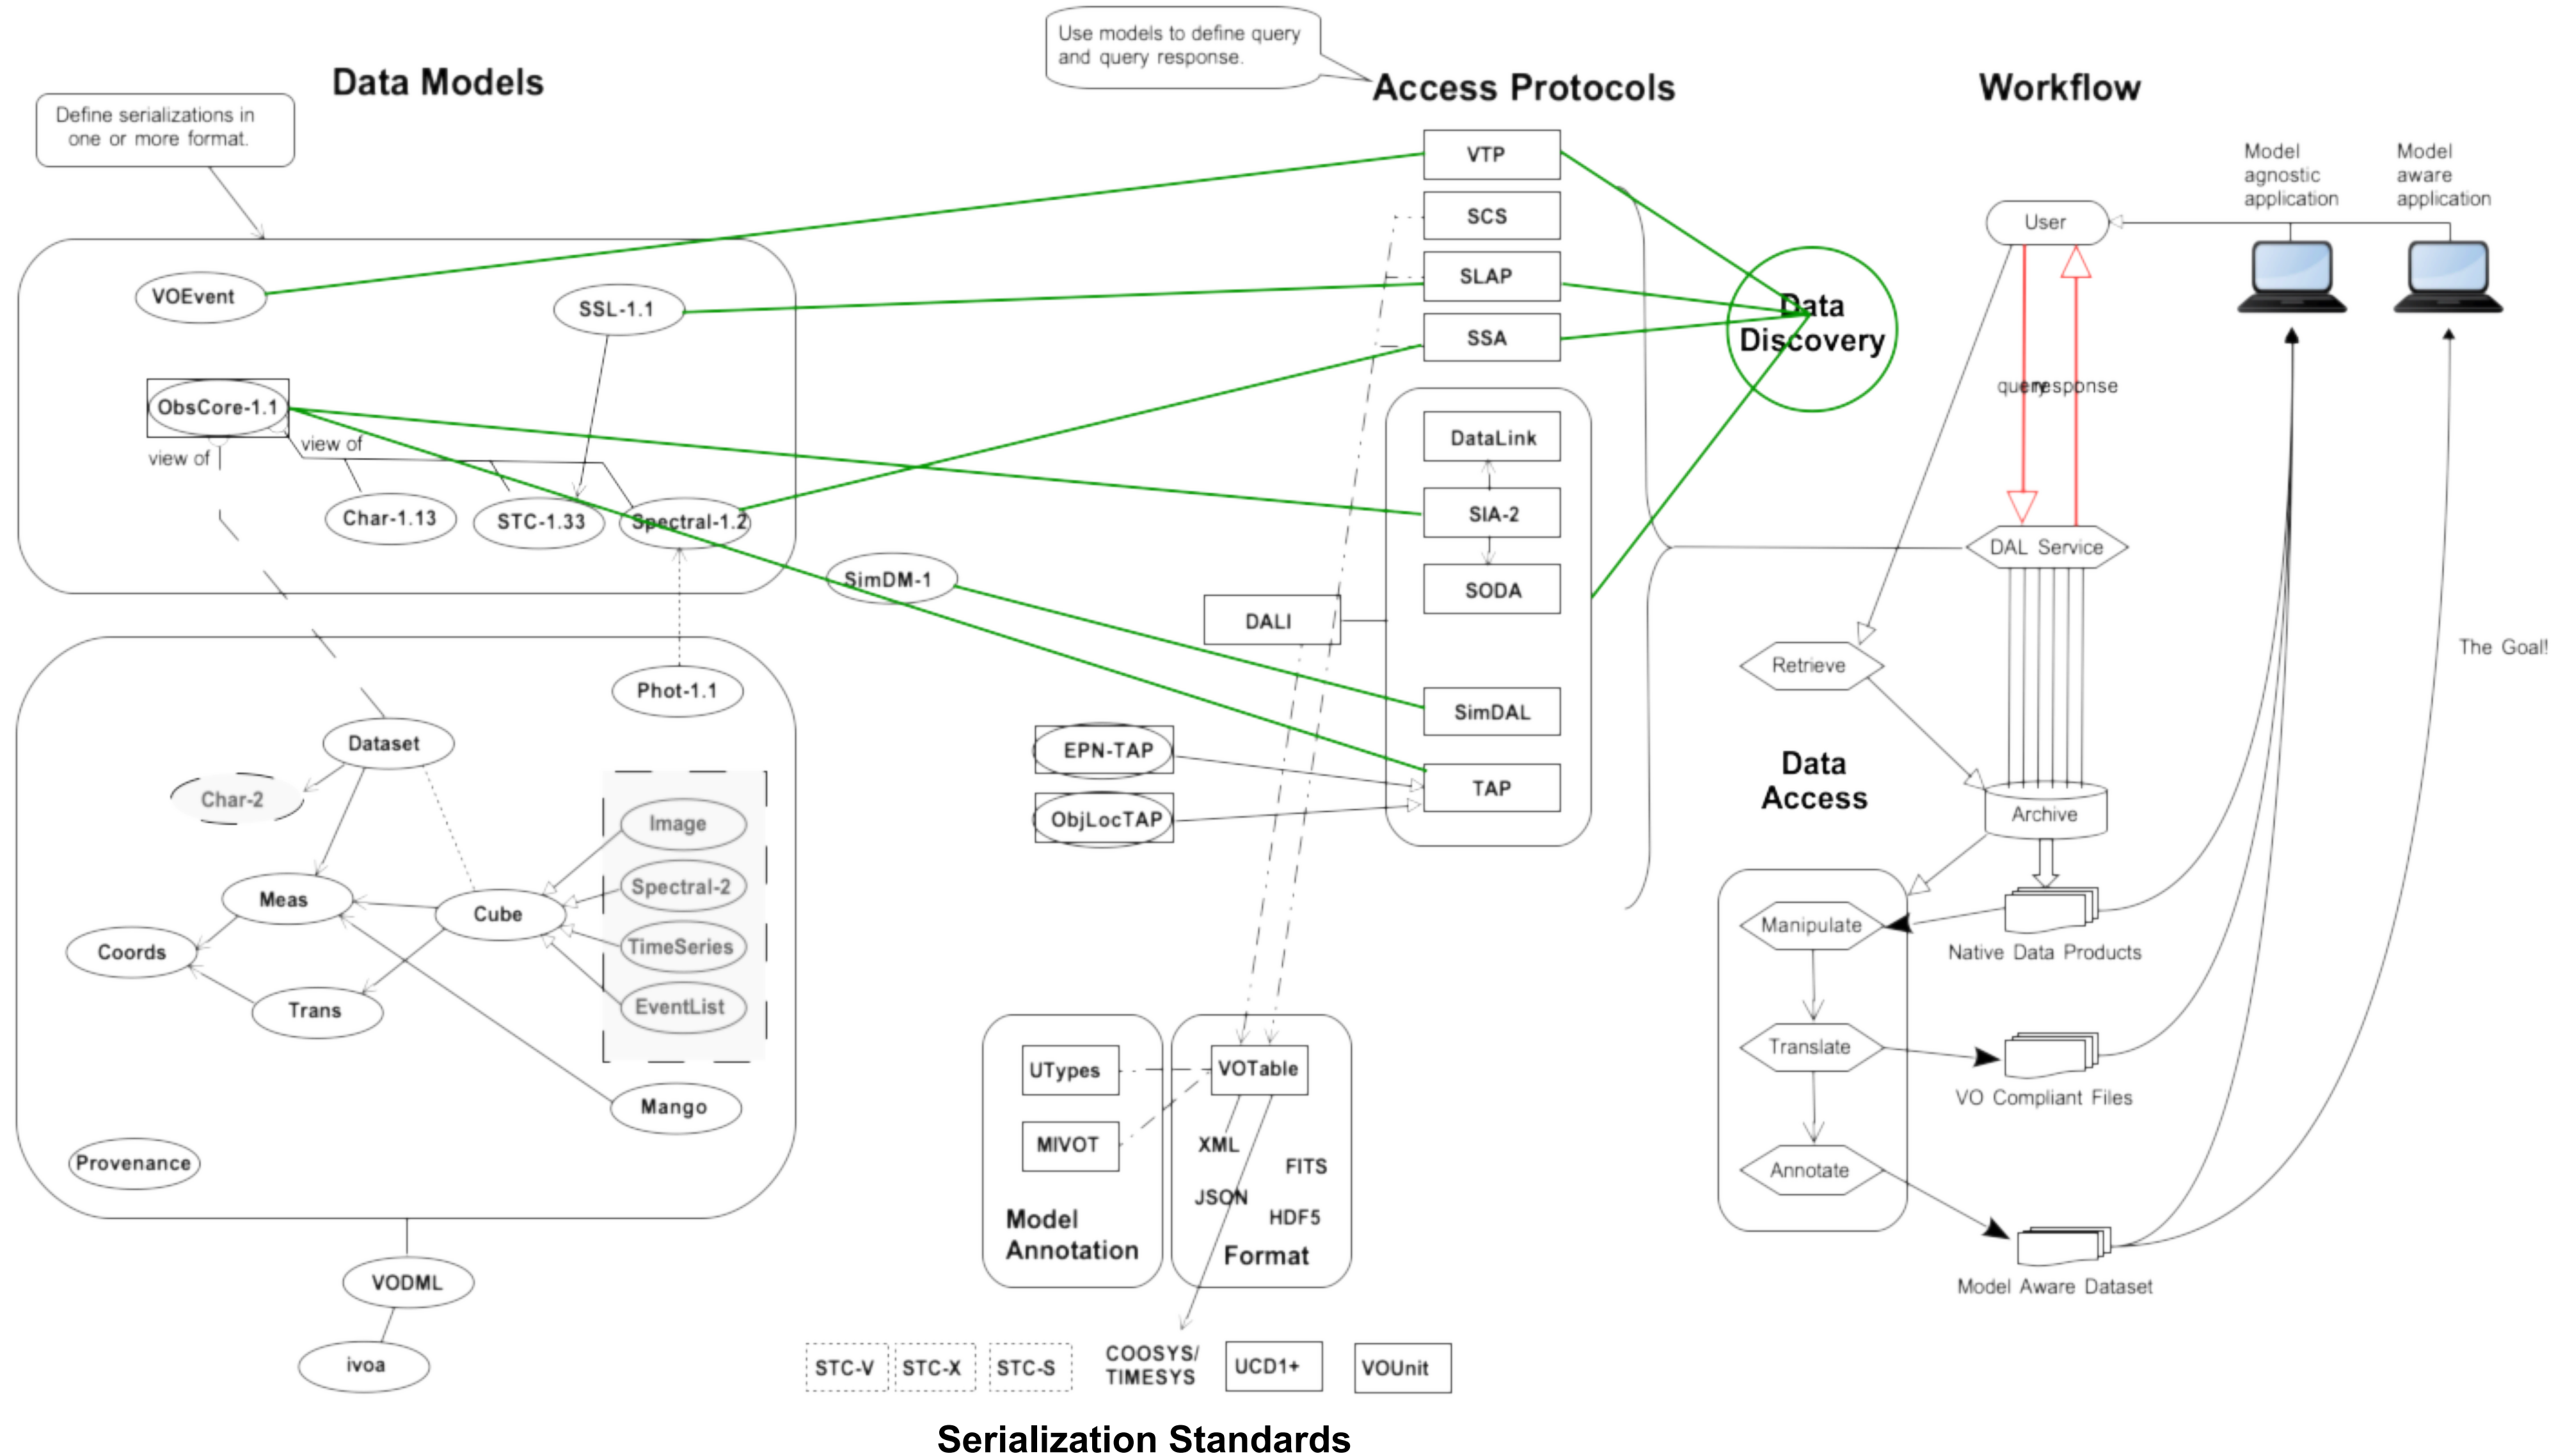 Use models to define query
and query response.
Data Models
Access Protocols
Workflow
Define serializations in
one or more format.
VTP
Model
agnostic
application
Model
aware
application
SCS
User
VOEvent
SSL-1.1
SLAP
SSA
Data
Discovery
query
response
ObsCore-1.1
view of
view of
DataLink
Char-1.13
STC-1.33
Spectral-1.2
SIA-2
DAL Service
SimDM-1
SODA
DALI
The Goal!
Retrieve
Phot-1.1
SimDAL
Dataset
EPN-TAP
Data
Access
TAP
Char-2
Image
ObjLocTAP
Archive
Spectral-2
Meas
Cube
Manipulate
Coords
TimeSeries
Native Data Products
Trans
EventList
Translate
UTypes
VOTable
VO Compliant Files
Mango
MIVOT
XML
Provenance
FITS
Annotate
JSON
HDF5
Model
Annotation
Format
VODML
Model Aware Dataset
ivoa
STC-V
STC-X
STC-S
COOSYS/
TIMESYS
UCD1+
VOUnit
Serialization Standards